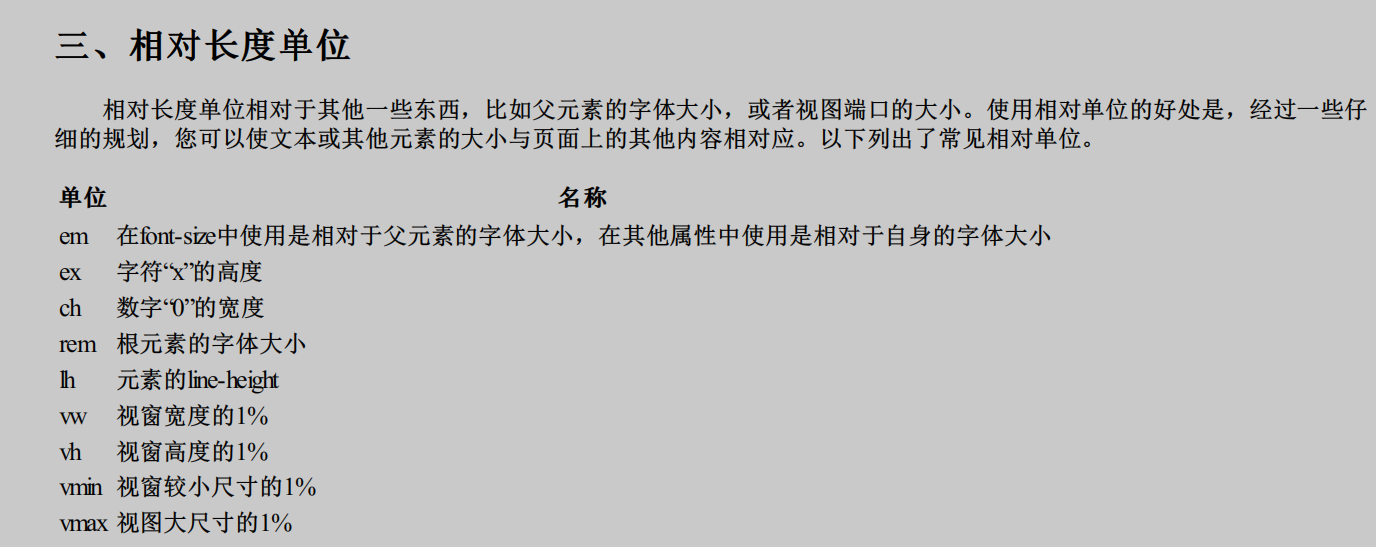 三、相对长度单位
相对长度单位相对于其他一些东西，比如父元素的字体大小，或者视图端口的大小。使用相对单位的好处是，经过一些仔
细的规划，您可以使文本或其他元素的大小与页面上的其他内容相对应。以下列出了常见相对单位。
单位 名称
em 在font-size中使用是相对于父元素的字体大小，在其他属性中使用是相对于自身的字体大小
ex 字符“x”的高度
ch 数字“0”的宽度
rem 根元素的字体大小
lh 元素的line-height
vw 视窗宽度的1%
vh 视窗高度的1%
vmin 视窗较小尺寸的1%
vmax 视图大尺寸的1%